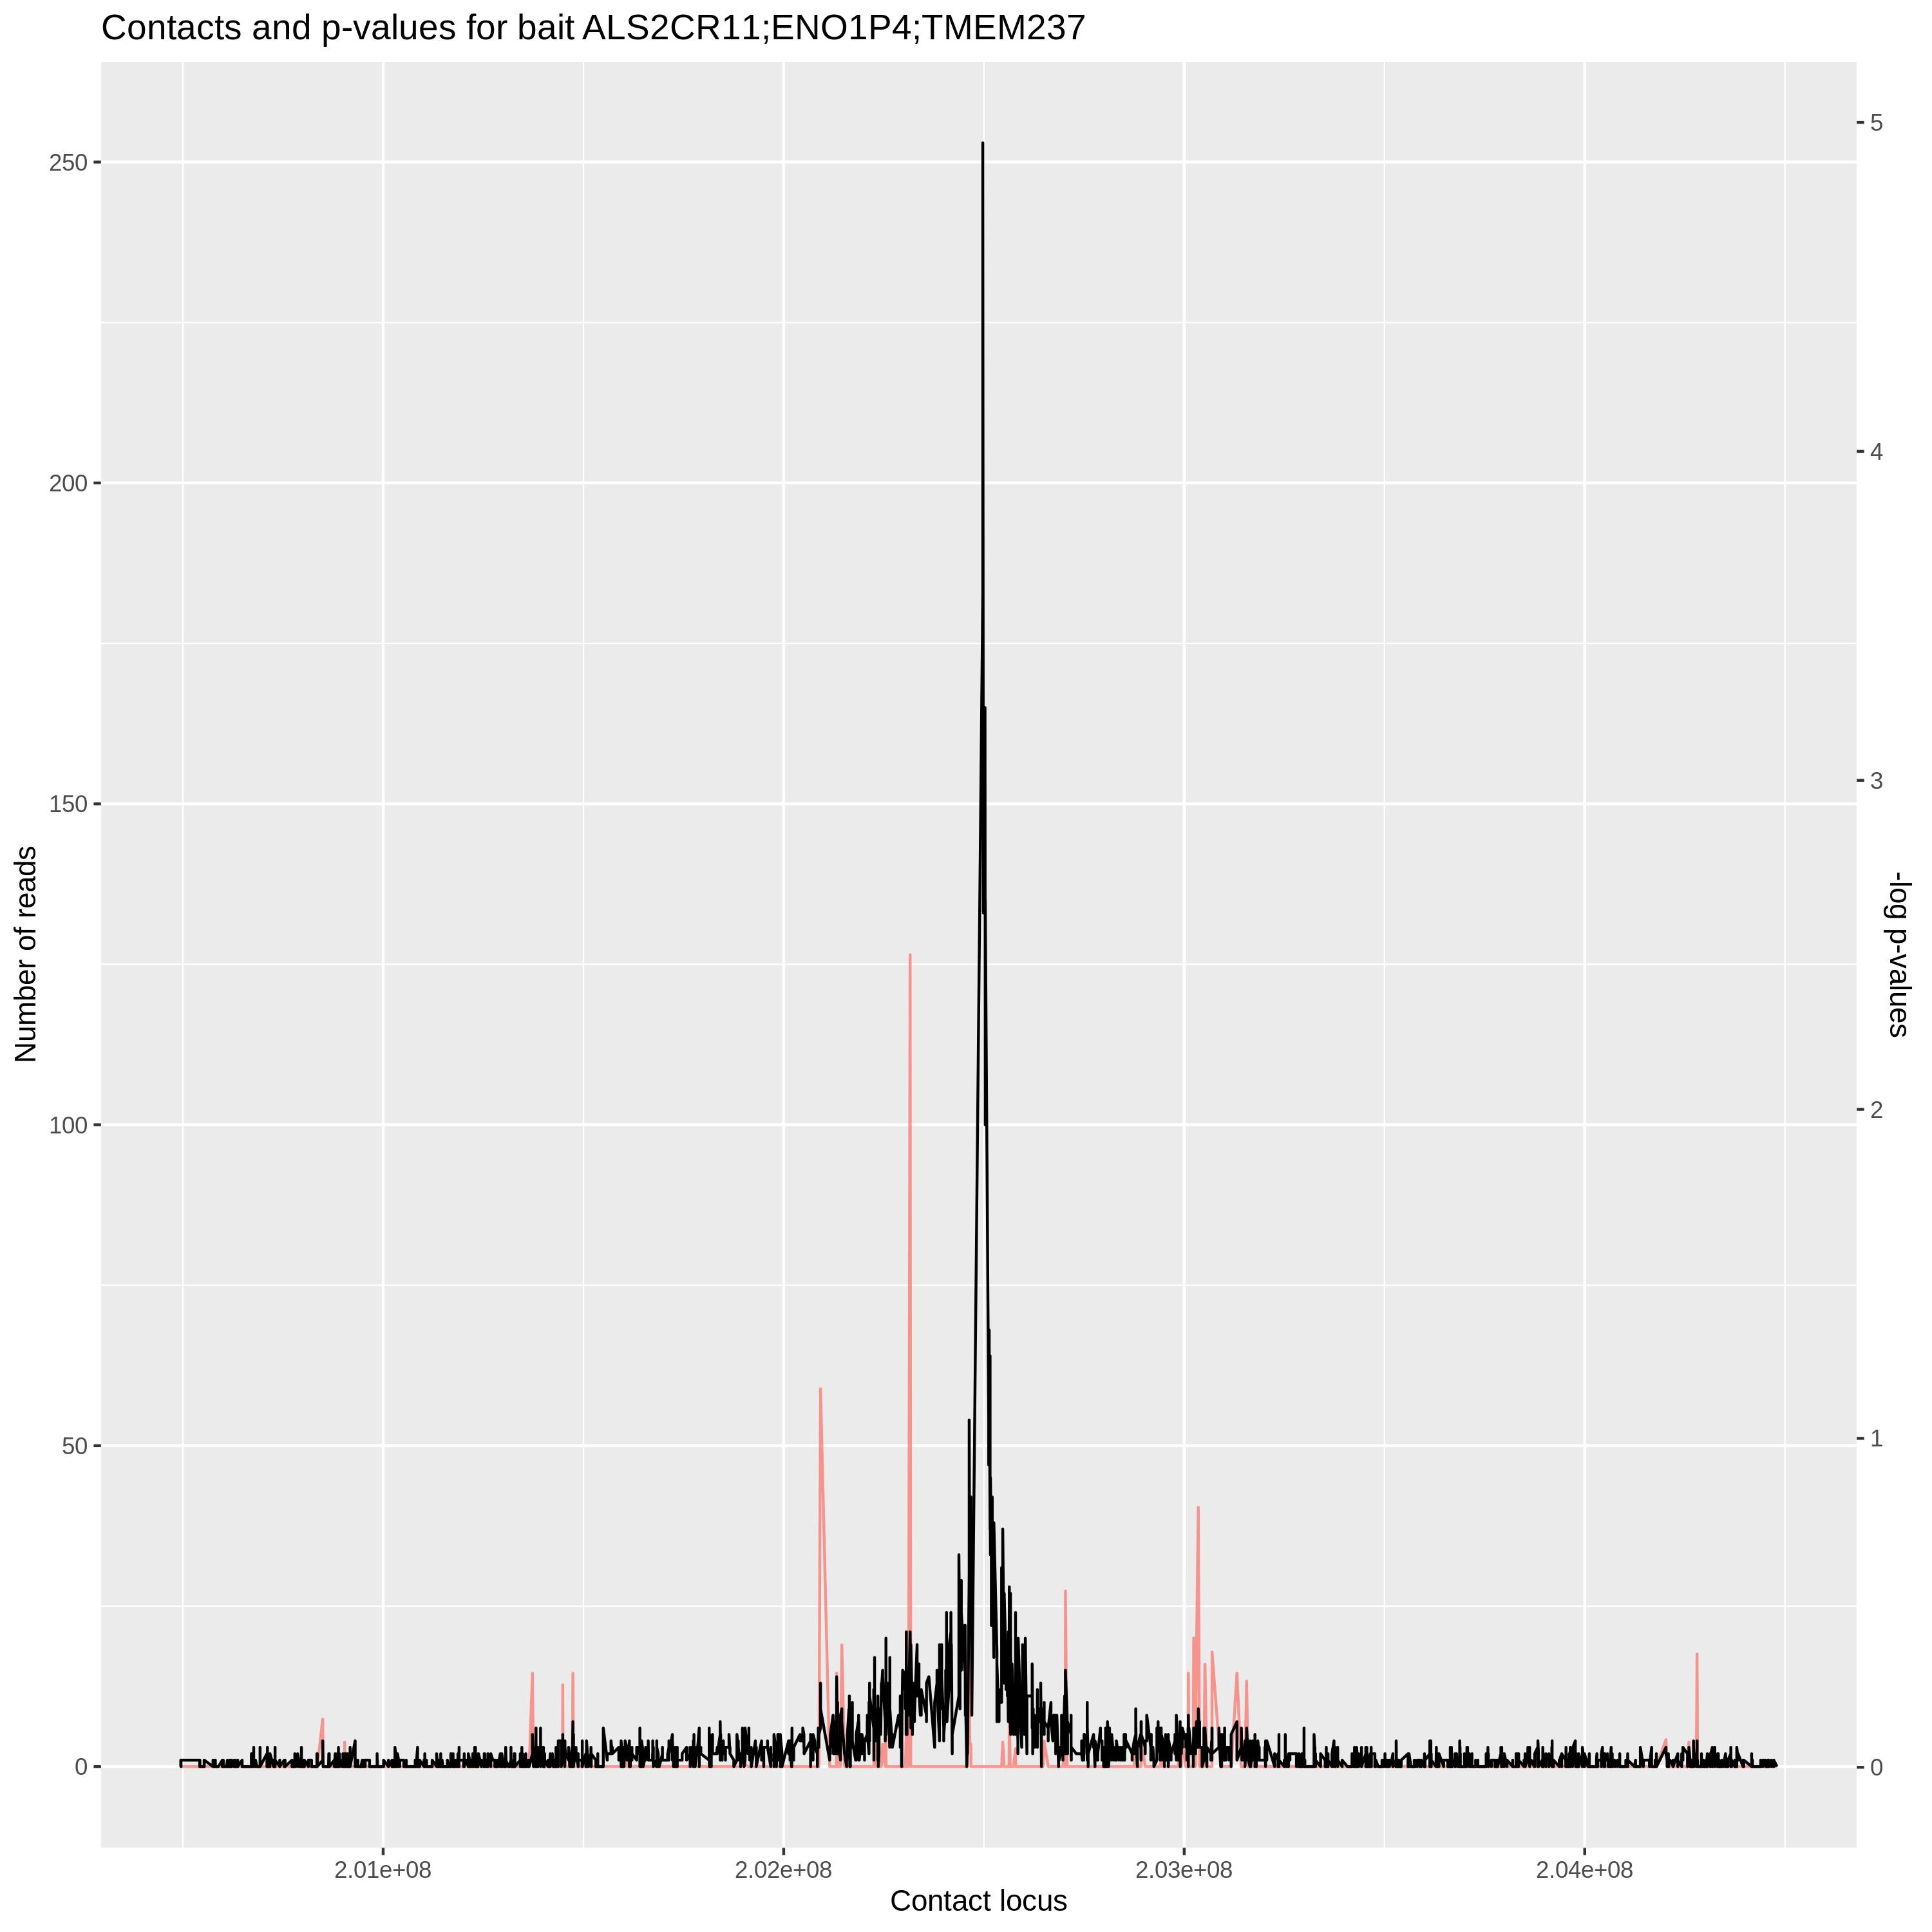 Contacts and p-values for bait ALS2CR11;ENO1P4;TMEM237
250
200
150
100
50
0
Number of reads
5
4
3
2
1
0
-log p-values
2.01e+08
2.02e+08
2.03e+08
2.04e+08
Contact locus